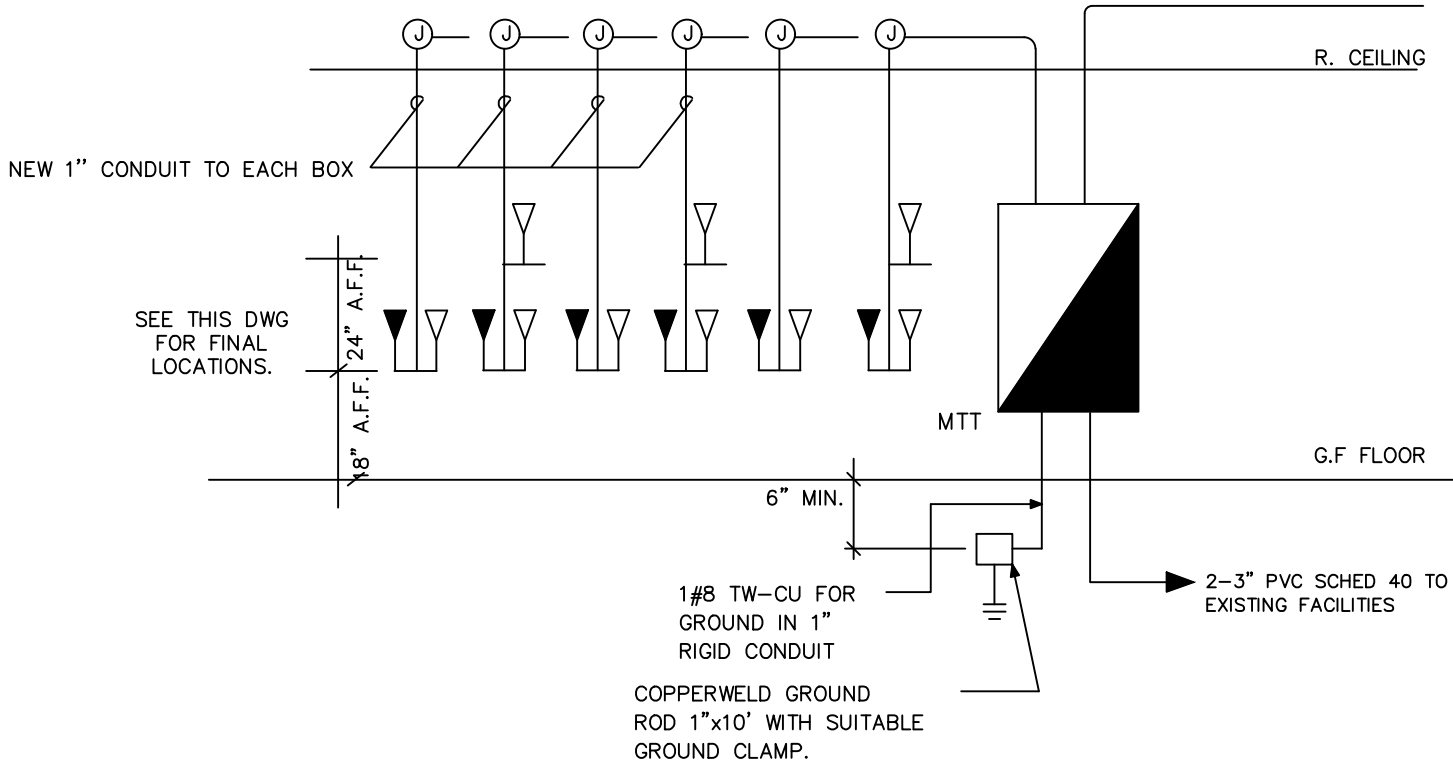 J J J J J J
R. CEILING
NEW 1" CONDUIT TO EACH BOX
24" A.F.F.
SEE THIS DWG
FOR FINAL
LOCATIONS.
18" A.F.F.
MTT
G.F FLOOR
6" MIN.
1#8 TW-CU FOR
GROUND IN 1"
RIGID CONDUIT
2-3" PVC SCHED 40 TO
EXISTING FACILITIES
COPPERWELD GROUND
ROD 1"x10' WITH SUITABLE
GROUND CLAMP.